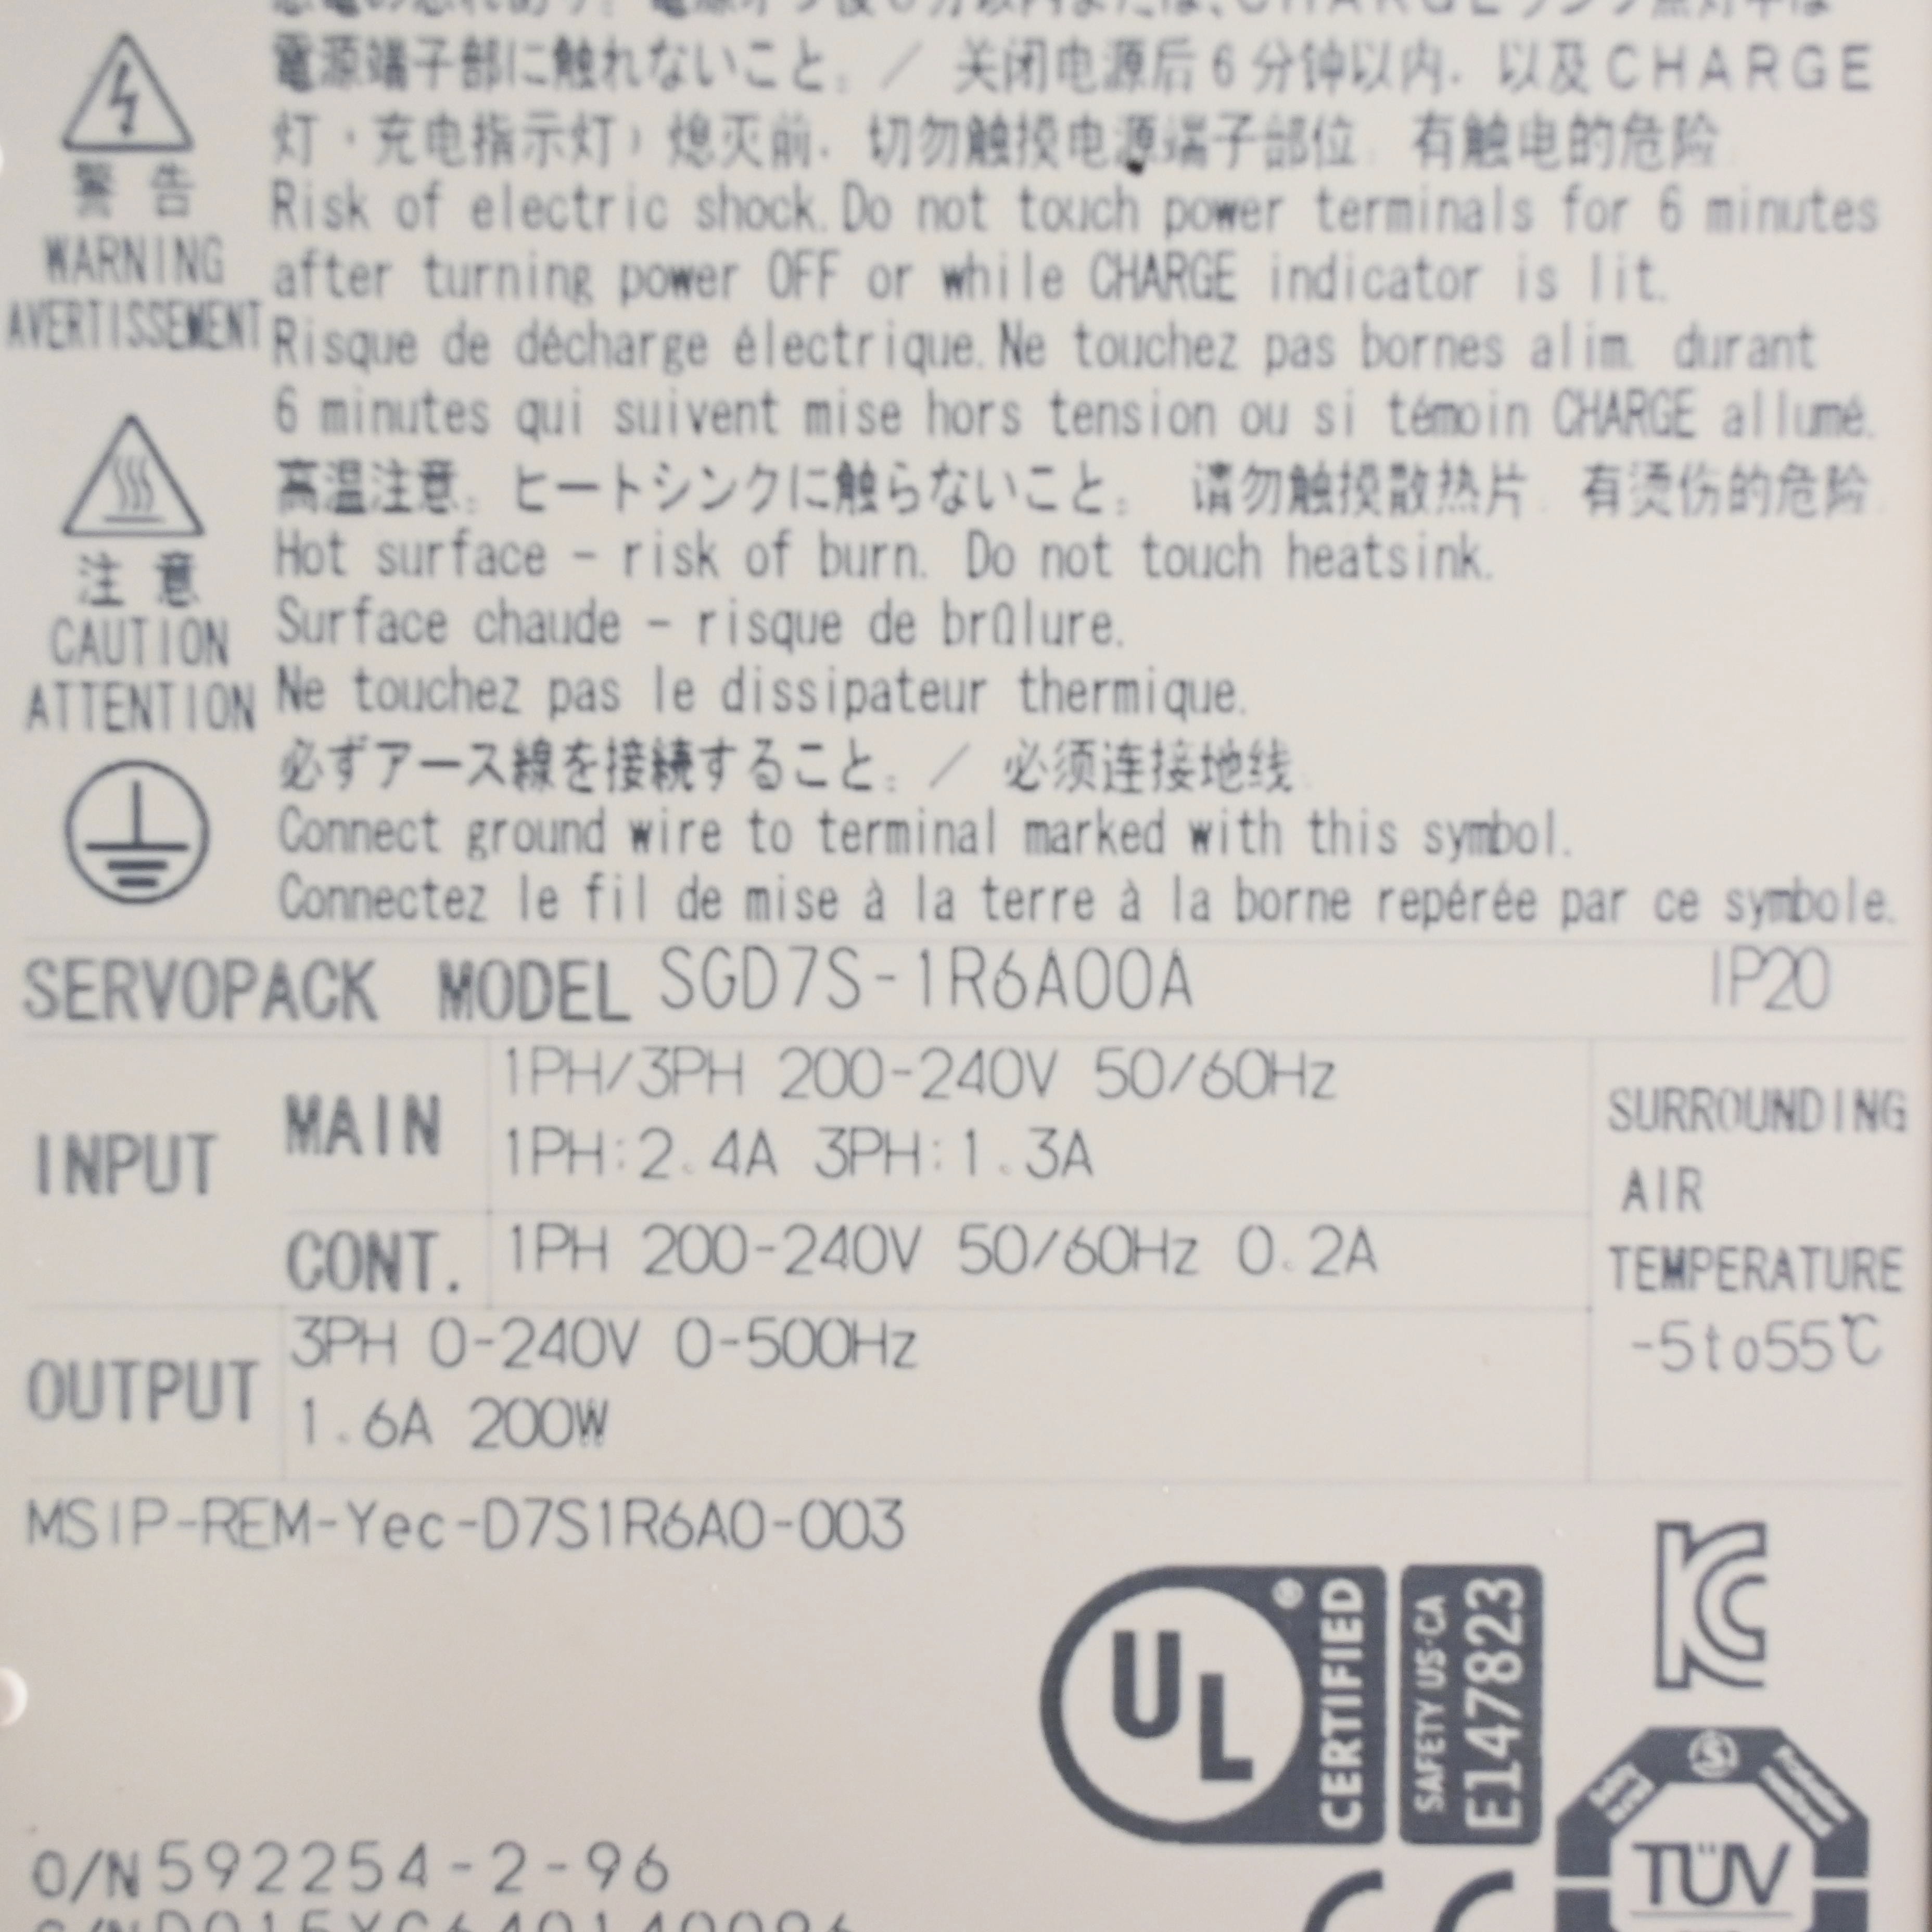 電源端子部に触れないこと。／ 关闭电源后6分钟以内，以及CHARGE
灯（充电指示灯）熄灭前，切勿触摸电源端子部位。有触电的危险。
警告
WARNING
AVERTISSEMENT
Risk of electric shock. Do not touch power terminals for 6 minutes
after turning power OFF or while CHARGE indicator is lit.
Risque de décharge électrique. Ne touchez pas bornes alim. durant
6 minutes qui suivent mise hors tension ou si témoin CHARGE allumé.
注意
CAUTION
ATTENTION
高温注意。ヒートシンクに触らないこと。 请勿触摸散热片。有烫伤的危险。
Hot surface - risk of burn. Do not touch heatsink.
Surface chaude - risque de brûlure.
Ne touchez pas le dissipateur thermique.
必ずアース線を接続すること。／ 必须连接地线。
Connect ground wire to terminal marked with this symbol.
Connectez le fil de mise à la terre à la borne repérée par ce symbole.
SERVOPACK MODEL SGD7S-1R6A00A IP20
INPUT
MAIN
1PH/3PH 200-240V 50/60Hz
1PH:2.4A 3PH:1.3A
CONT. 1PH 200-240V 50/60Hz 0.2A
OUTPUT
3PH 0-240V 0-500Hz
1.6A 200W
SURROUNDING
AIR
TEMPERATURE
-5to55℃
MSIP-REM-Yec-D7S1R6A0-003
UL
®
CERTIFIED
SAFETY US-CA
E147823
TÜV
CE
O/N 592254-2-96